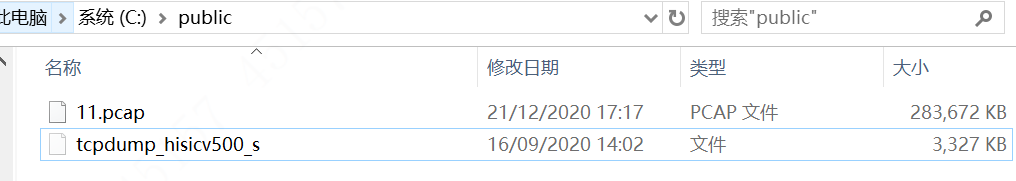 此电脑 系统 (C:) public 搜索"public"
名称 修改日期 类型 大小
11.pcap 21/12/2020 17:17 PCAP 文件 283,672 KB
tcpdump_hisicv500_s 16/09/2020 14:02 文件 3,327 KB